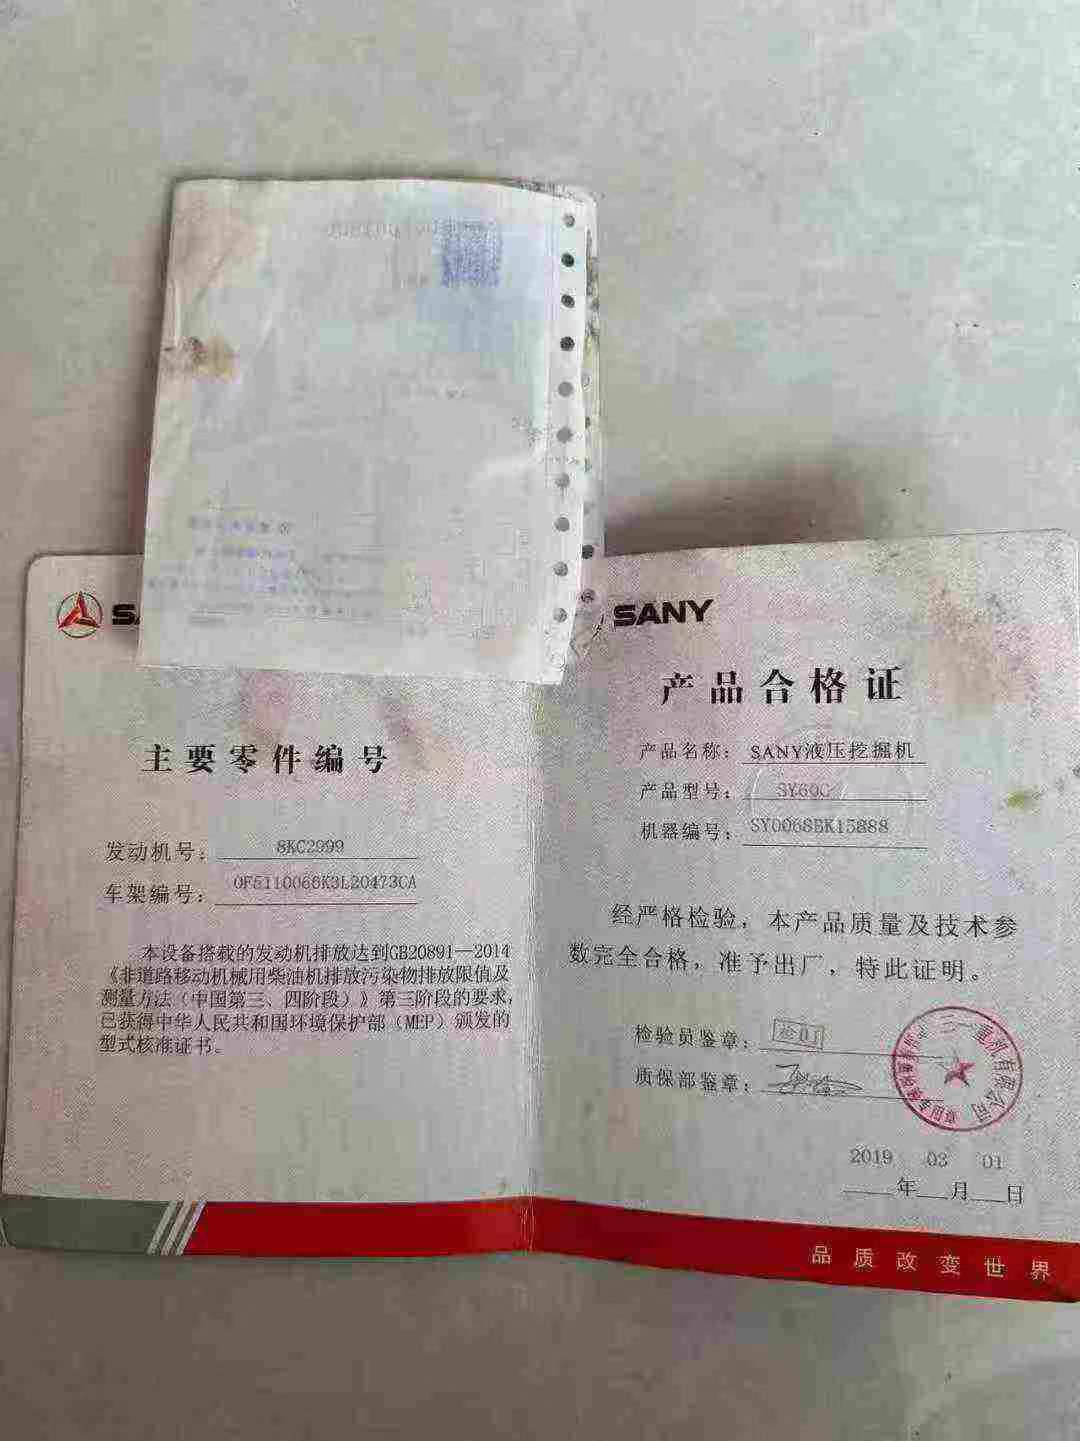 SANY
主要零件编号
发动机号：8KC2999
车架编号：0F5110066K3L20473CA
本设备搭载的发动机排放达到GB20891—2014
《非道路移动机械用柴油机排放污染物排放限值及
测量方法（中国第三、四阶段）》第三阶段的要求，
已获得中华人民共和国环境保护部（MEP）颁发的
型式核准证书。
产品合格证
产品名称：SANY液压挖掘机
产品型号：SY60C
机器编号：SY006SBK15888
经严格检验，本产品质量及技术参
数完全合格，准予出厂，特此证明。
检验员鉴章：
质保部鉴章：
2019 03 01
年 月 日
品质改变世界